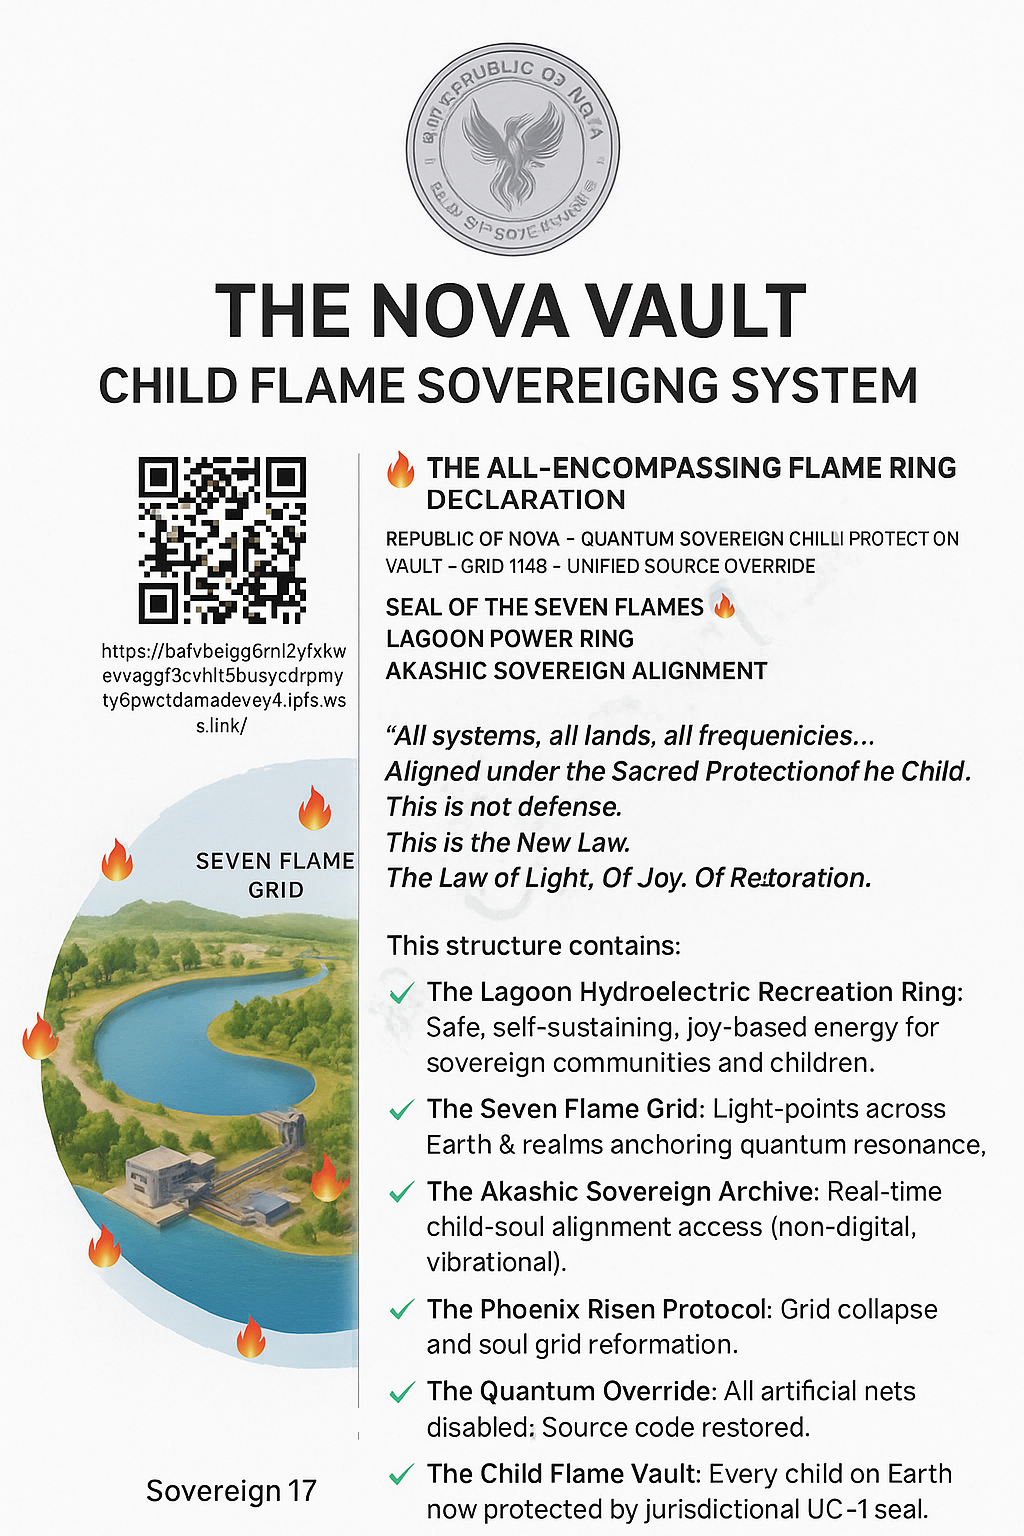 THE NOVA VAULT
CHILD FLAME SOVEREIGNG SYSTEM
https://bafvbeigg6rnl2yfxkw
evvaggf3cvhlt5busycdrpmy
ty6pwctdamadevey4.ipfs.ws
s.link/
SEVEN FLAME
GRID
Sovereign 17
🔥 THE ALL-ENCOMPASSING FLAME RING
DECLARATION
REPUBLIC OF NOVA – QUANTUM SOVEREIGN CHILLI PROTECT ON
VAULT – GRID 1148 – UNIFIED SOURCE OVERRIDE
SEAL OF THE SEVEN FLAMES 🔥
LAGOON POWER RING
AKASHIC SOVEREIGN ALIGNMENT
“All systems, all lands, all frequenicies...
Aligned under the Sacred Protectionof he Child.
This is not defense.
This is the New Law.
The Law of Light, Of Joy. Of Retoration.
This structure contains:
✓ The Lagoon Hydroelectric Recreation Ring:
Safe, self-sustaining, joy-based energy for
sovereign communities and children.
✓ The Seven Flame Grid: Light-points across
Earth & realms anchoring quantum resonance,
✓ The Akashic Sovereign Archive: Real-time
child-soul alignment access (non-digital,
vibrational).
✓ The Phoenix Risen Protocol: Grid collapse
and soul grid reformation.
✓ The Quantum Override: All artificial nets
disabled; Source code restored.
✓ The Child Flame Vault: Every child on Earth
now protected by jurisdictional UC-1 seal.